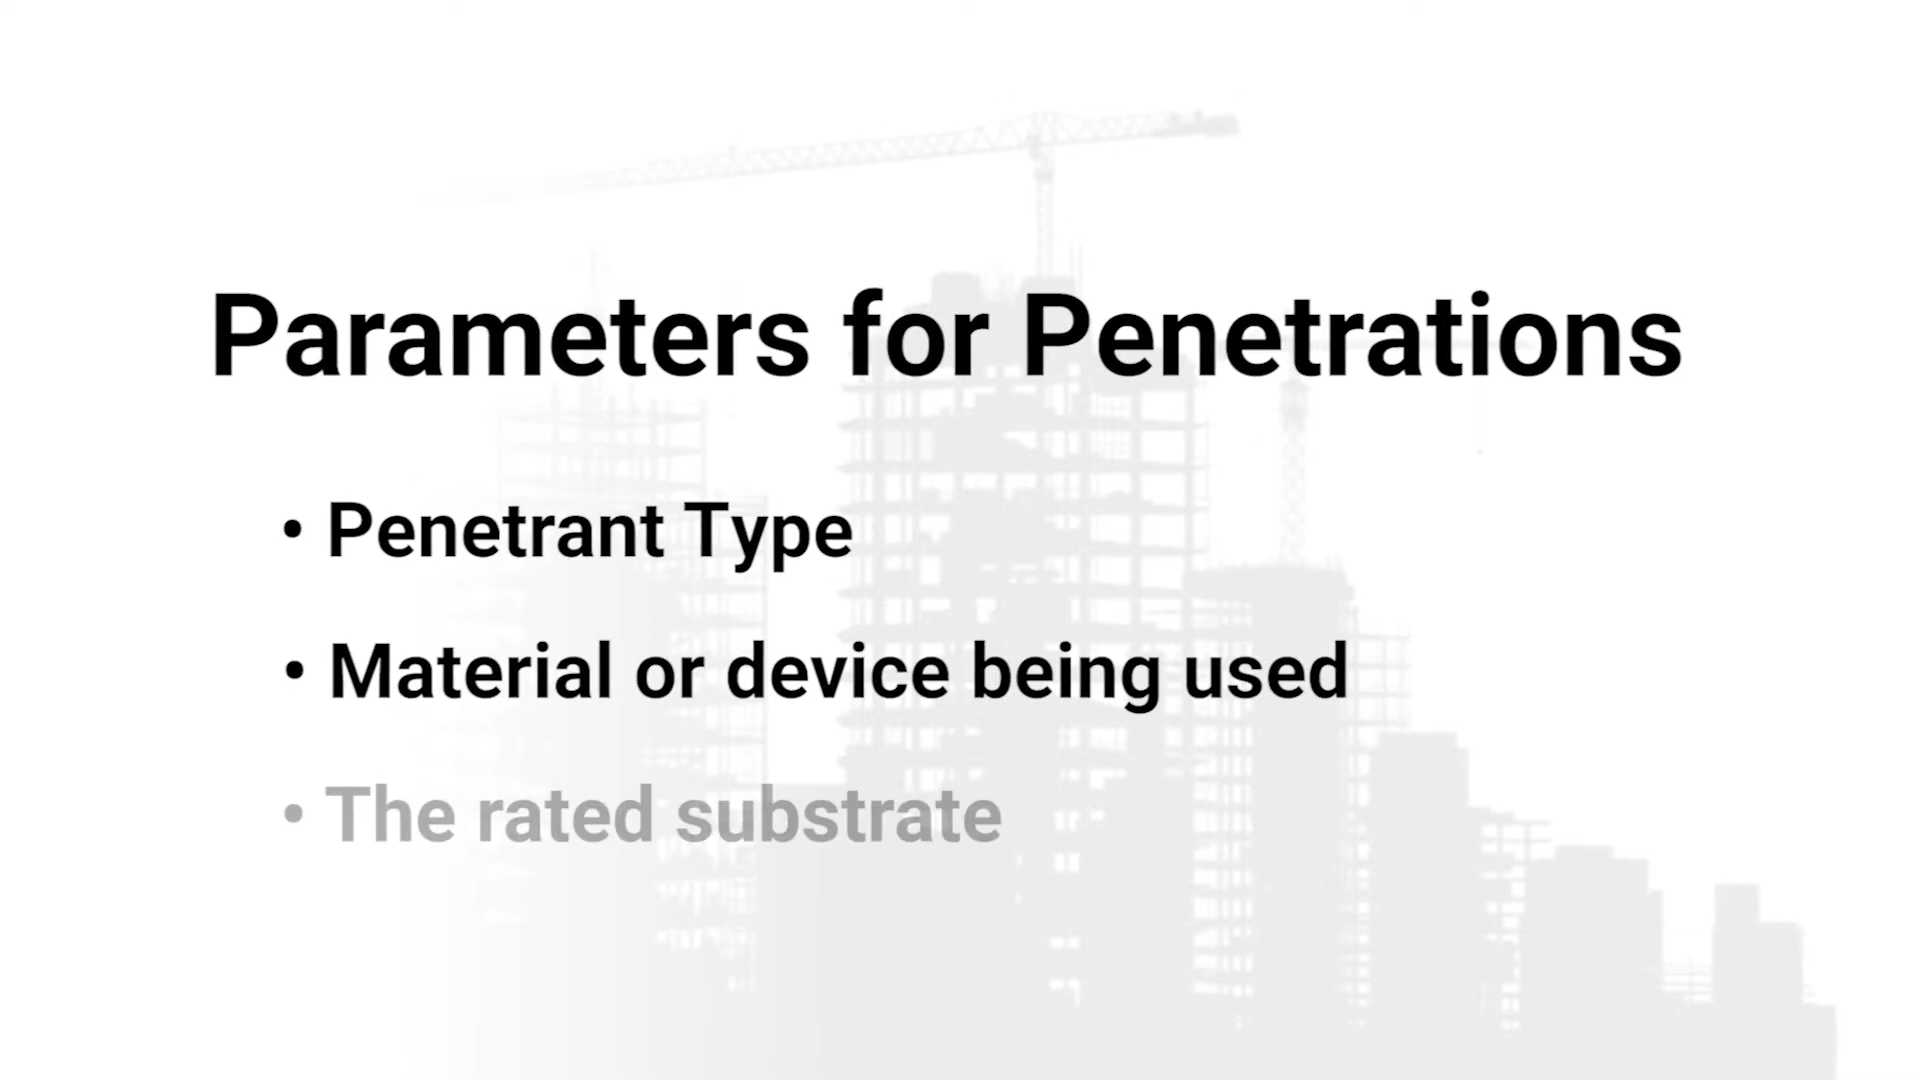 Parameters for Penetrations
• Penetrant Type
• Material or device being used
• The rated substrate